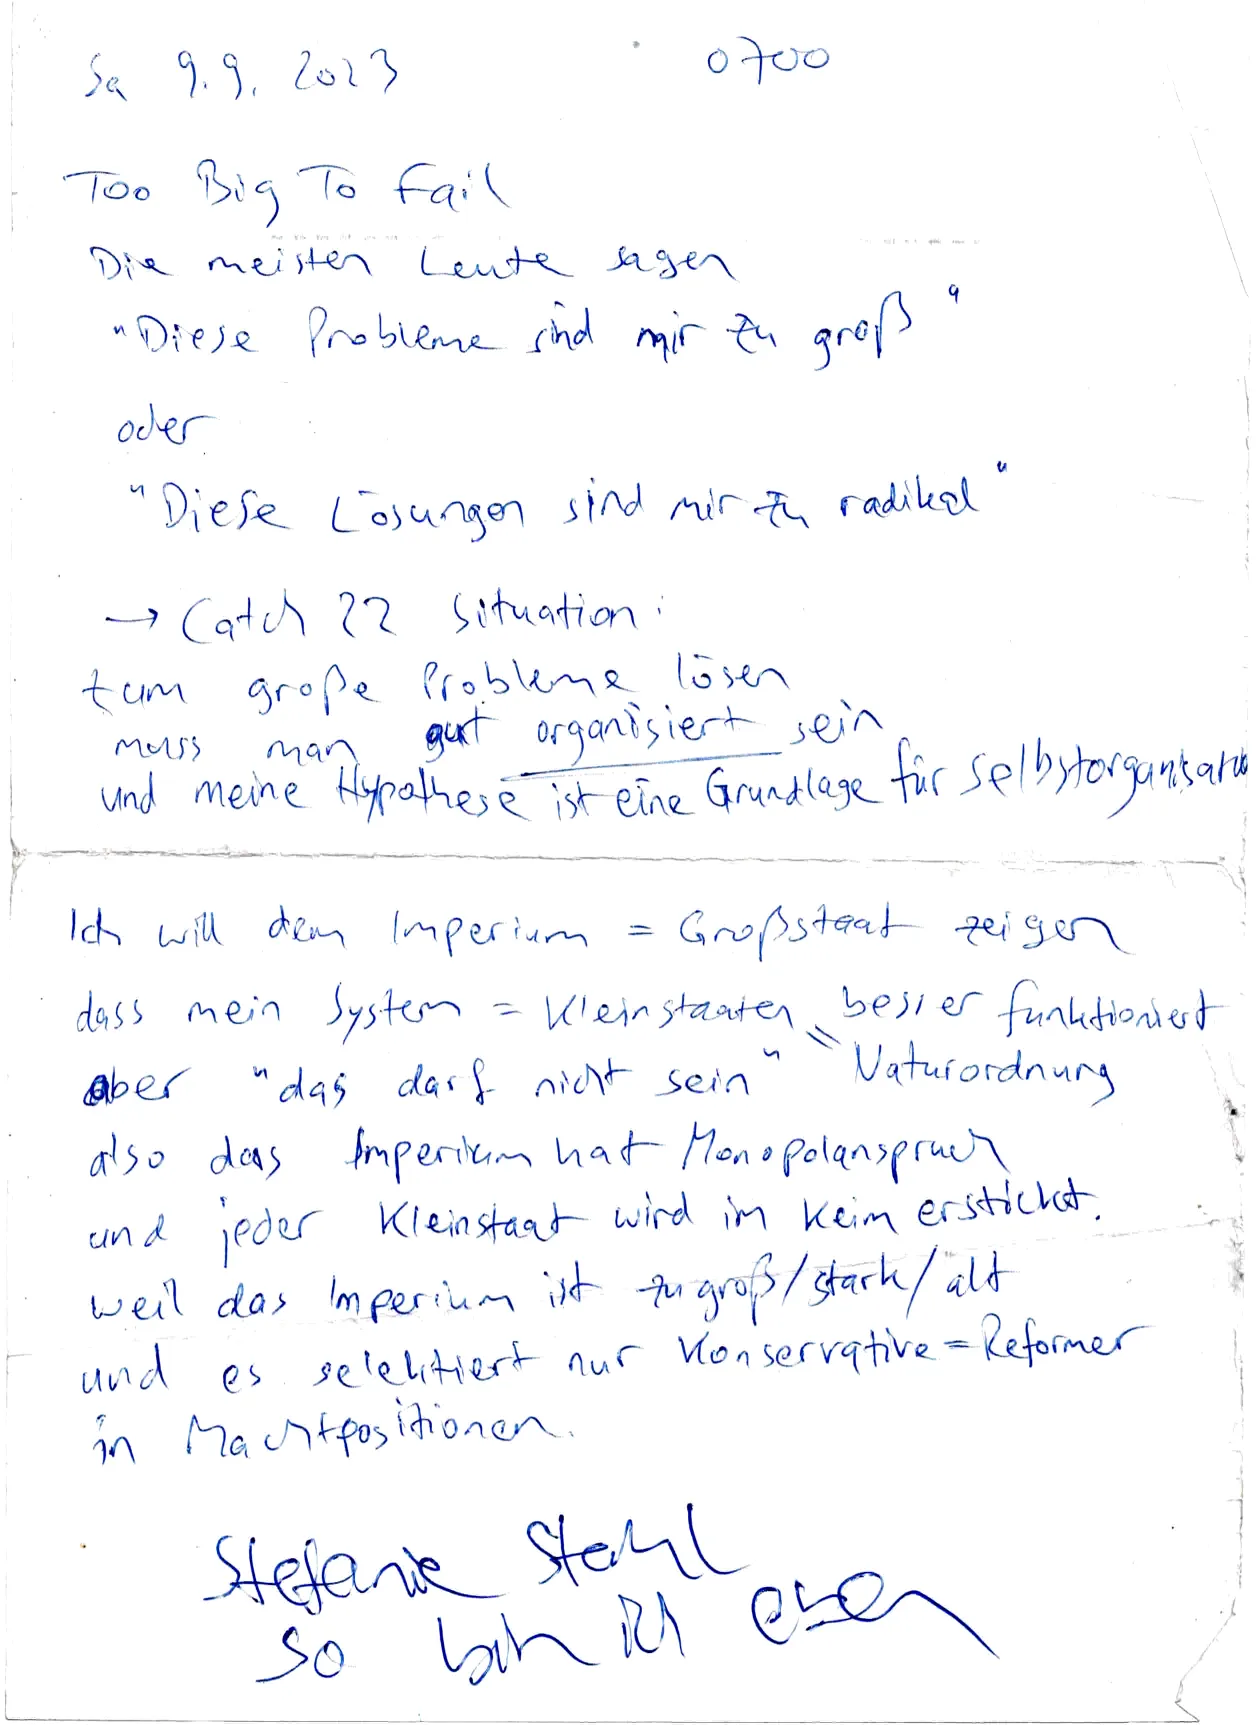 Sa 9.9. 2023 0700
Too Big To Fail
Die meisten Leute sagen
"Diese Probleme sind mir zu groß"
oder
"Diese Lösungen sind mir zu radikal"
→ Catch 22 situation:
um große Probleme lösen
muss man gut organisiert sein
und meine Hypothese ist eine Grundlage für Selbstorganisation
Ich will dem Imperium = Großstaat zeigen
dass mein System = Kleinstaaten besser funktioniert
aber "das darf nicht sein" = Naturordnung
also das Imperium hat Monopolanspruch
und jeder Kleinstaat wird im Keim erstickt.
weil das Imperium ist zu groß/stark/alt
und es selektiert nur Konservative = Reformer
in Machtpositionen.
Stefanie Stahl
so bin ich eben